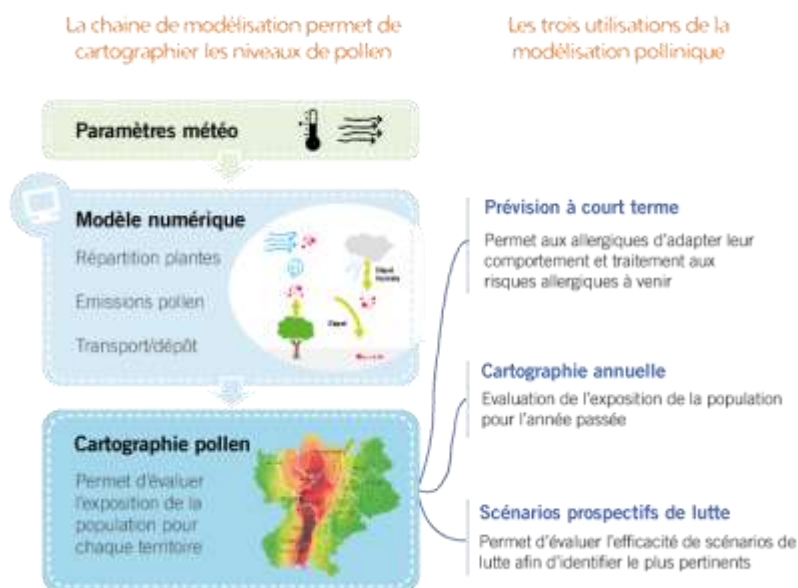 La chaine de modélisation permet de
cartographier les niveaux de pollen
Paramètres météo
Modèle numérique
Répartition plantes
Emissions pollen
Transport/dépôt
Dépôt
Cartographie pollen
Permet d'évaluer
l'exposition de la
population pour
chaque territoire
Les trois utilisations de la
modélisation pollinique
Prévision à court terme
Permet aux allergiques d'adapter leur
comportement et traitement aux
risques allergiques à venir
Cartographie annuelle
Evaluation de l'exposition de la population
pour l'année passée
Scénarios prospectifs de lutte
Permet d'évaluer l'efficacité de scénarios de
lutte afin d'identifier le plus pertinents